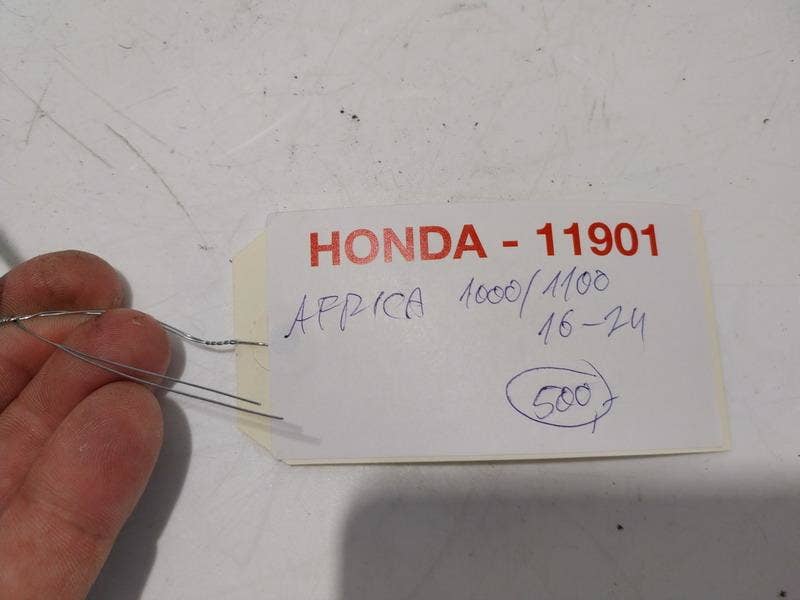 HONDA - 11901
AFRICA 1000/1100
16-24
500,-